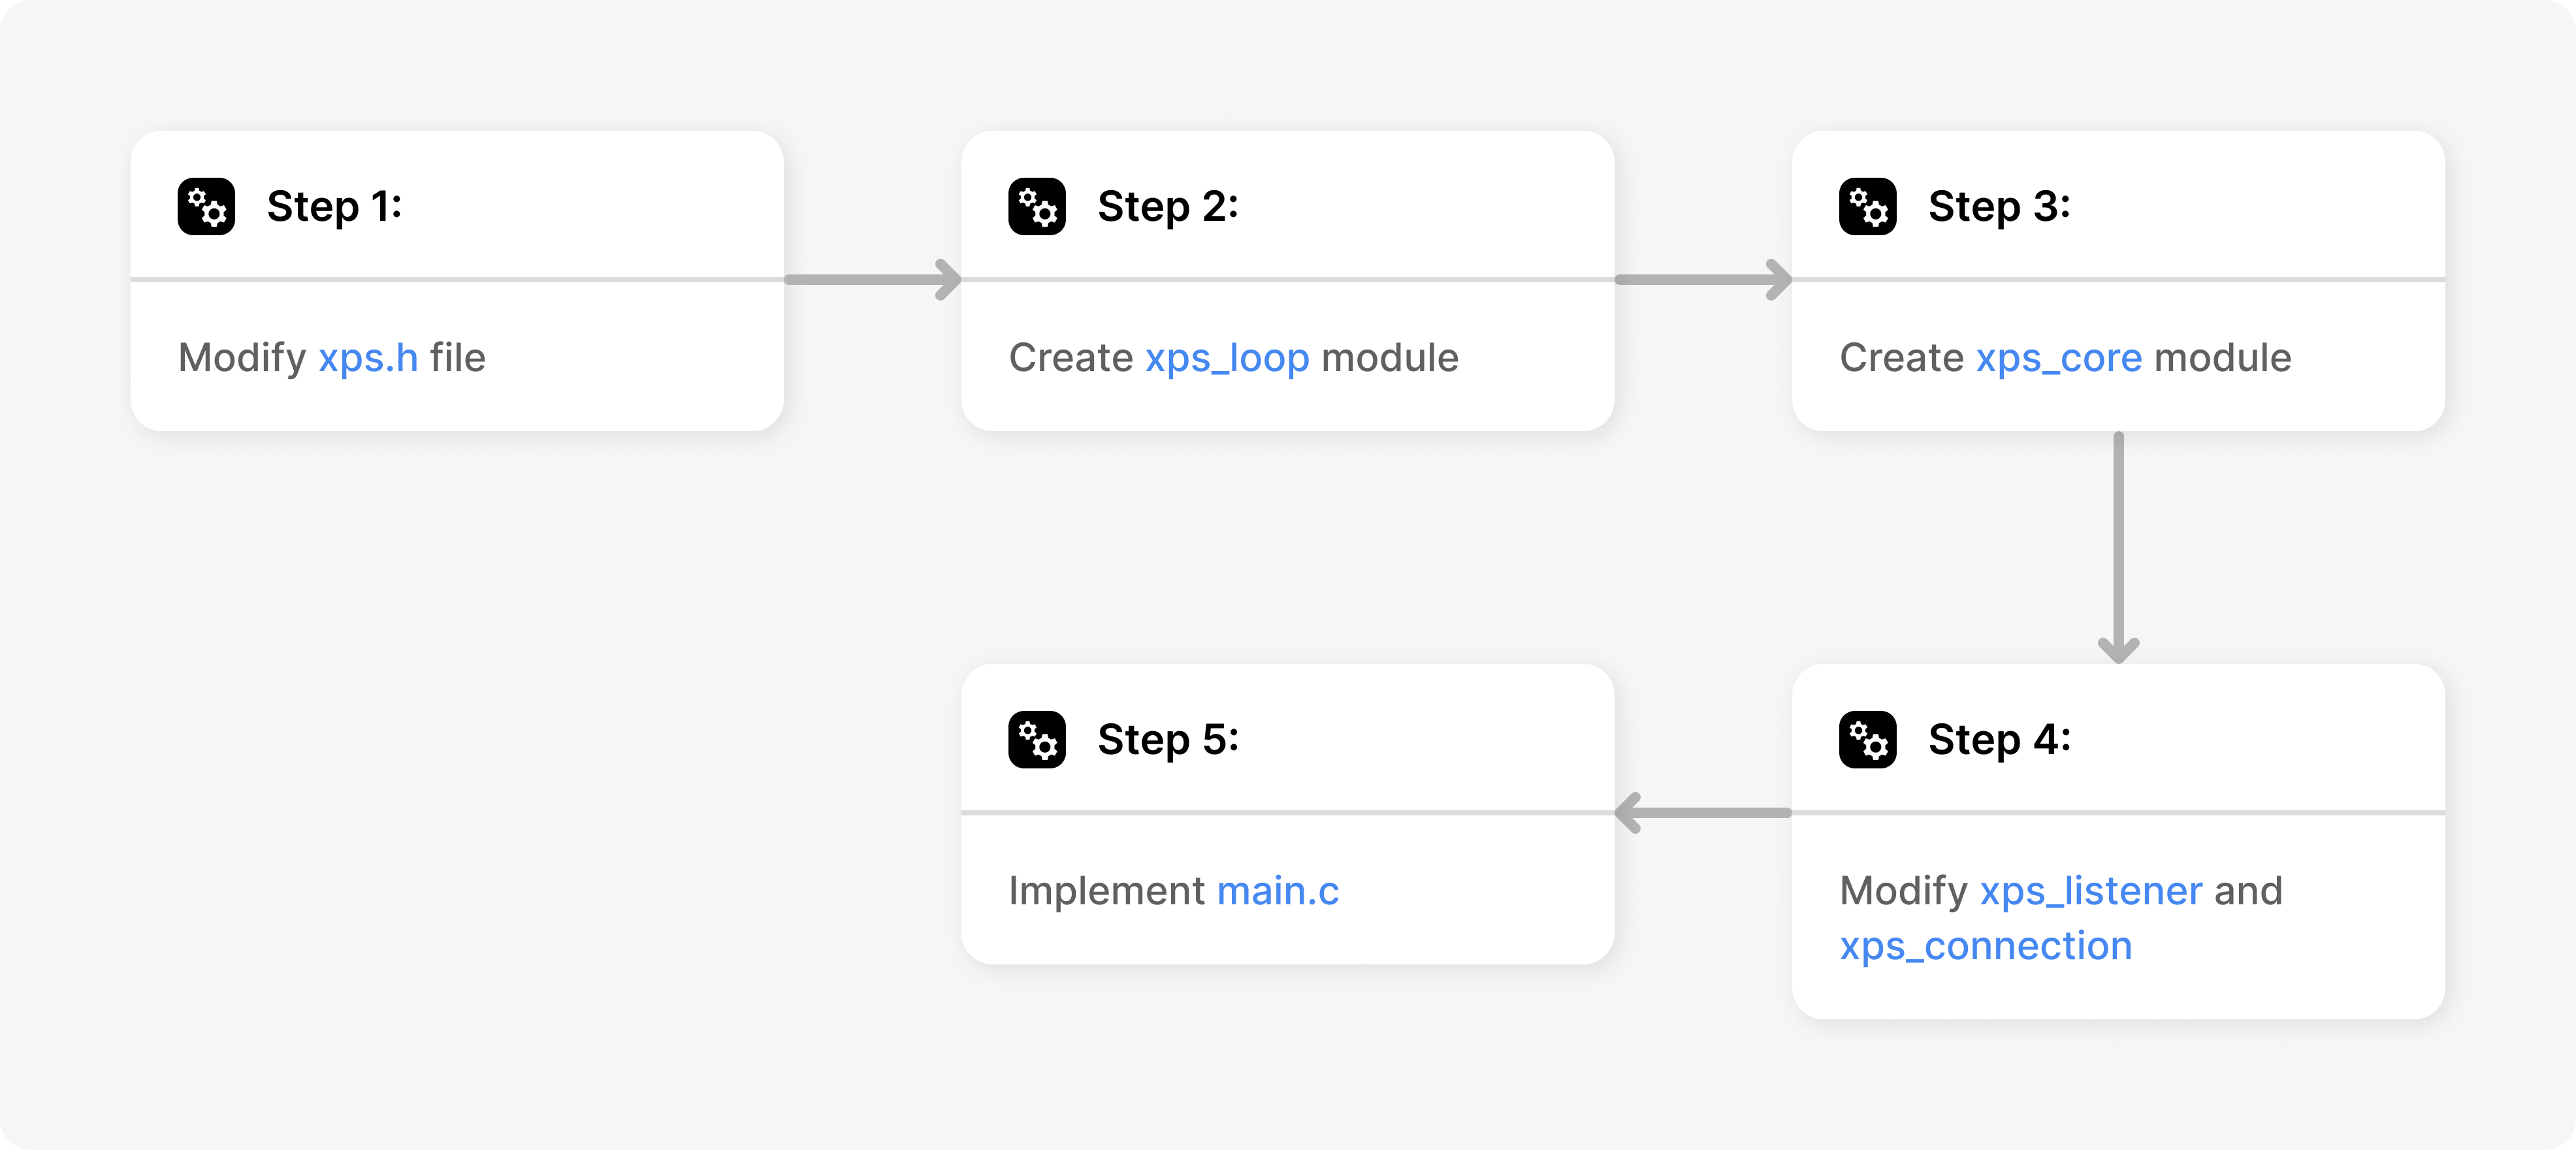 Step 1:
Modify xps.h file
Step 2:
Create xps_loop module
Step 3:
Create xps_core module
Step 4:
Modify xps_listener and
xps_connection
Step 5:
Implement main.c